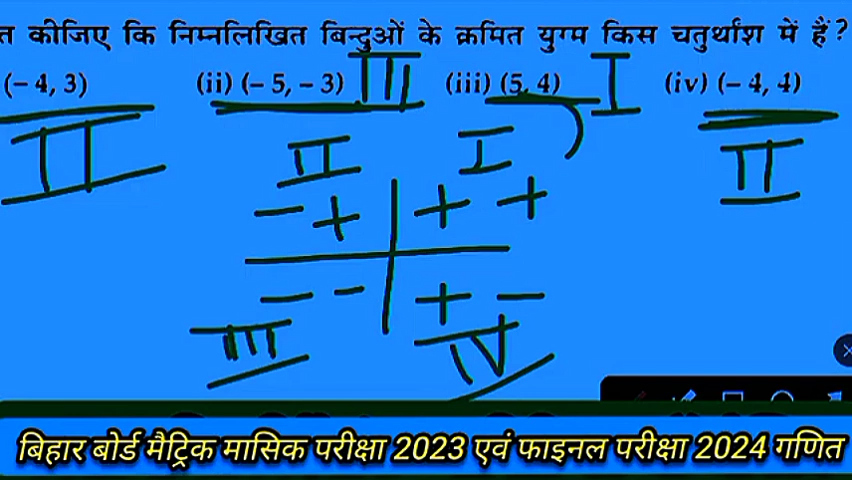 त कीजिए कि निम्नलिखित बिन्दुओं के क्रमित युग्म किस चतुर्थांश में हैं?
(– 4, 3) (ii) (– 5, – 3) III (iii) (5, 4) I (iv) (– 4, 4)
II II I II
– + + +
– – + –
III IV
बिहार बोर्ड मैट्रिक मासिक परीक्षा 2023 एवं फाइनल परीक्षा 2024 गणित